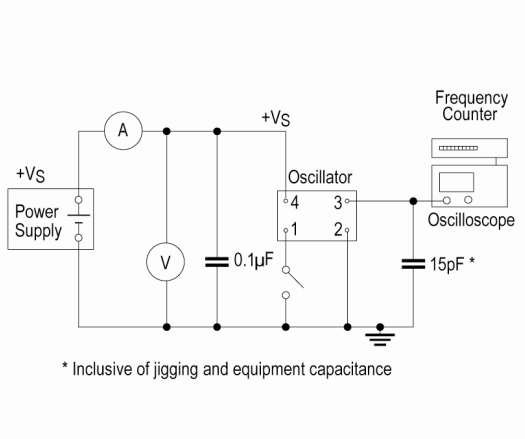 Frequency
Counter
A
+VS
+VS
Oscillator
Power
Supply
4
3
1
2
Oscilloscope
V
0.1µF
15pF *
* Inclusive of jigging and equipment capacitance